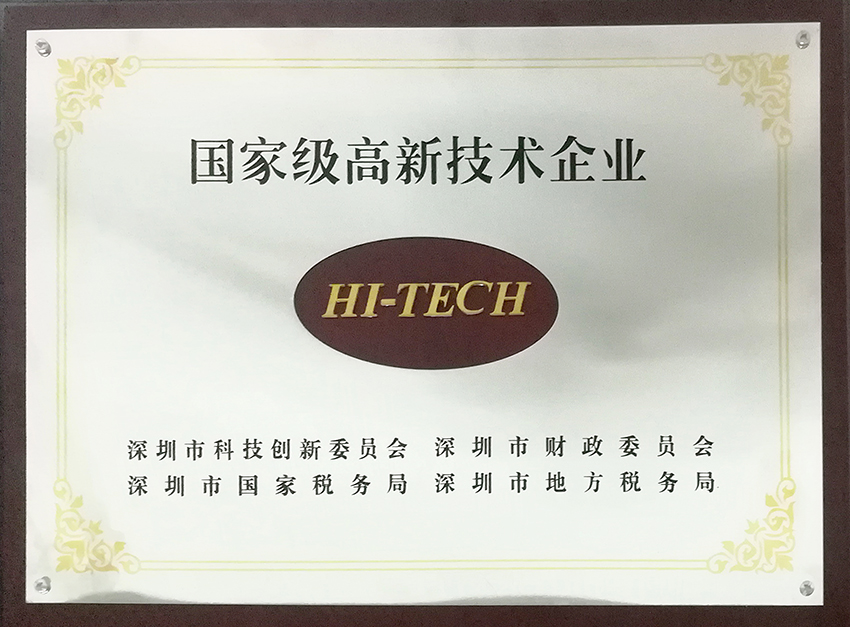 国家级高新技术企业
HI-TECH
深圳市科技创新委员会 深圳市财政委员会
深圳市国家税务局 深圳市地方税务局